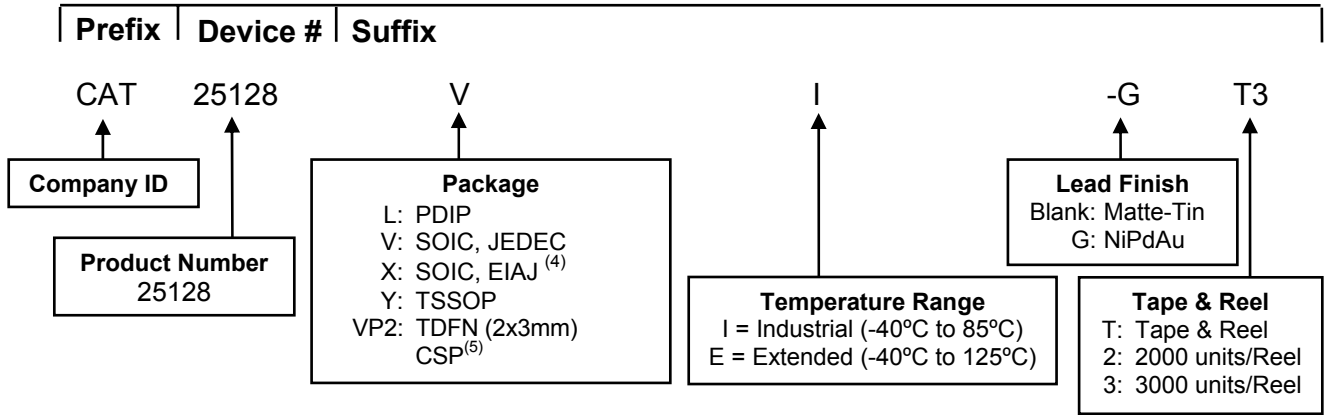 Prefix Device # Suffix
CAT 25128 V I -G T3
Company ID
Product Number
25128
Package
L: PDIP
V: SOIC, JEDEC
X: SOIC, EIAJ (4)
Y: TSSOP
VP2: TDFN (2x3mm)
CSP(5)
Temperature Range
I = Industrial (-40ºC to 85ºC)
E = Extended (-40ºC to 125ºC)
Lead Finish
Blank: Matte-Tin
G: NiPdAu
Tape & Reel
T: Tape & Reel
2: 2000 units/Reel
3: 3000 units/Reel